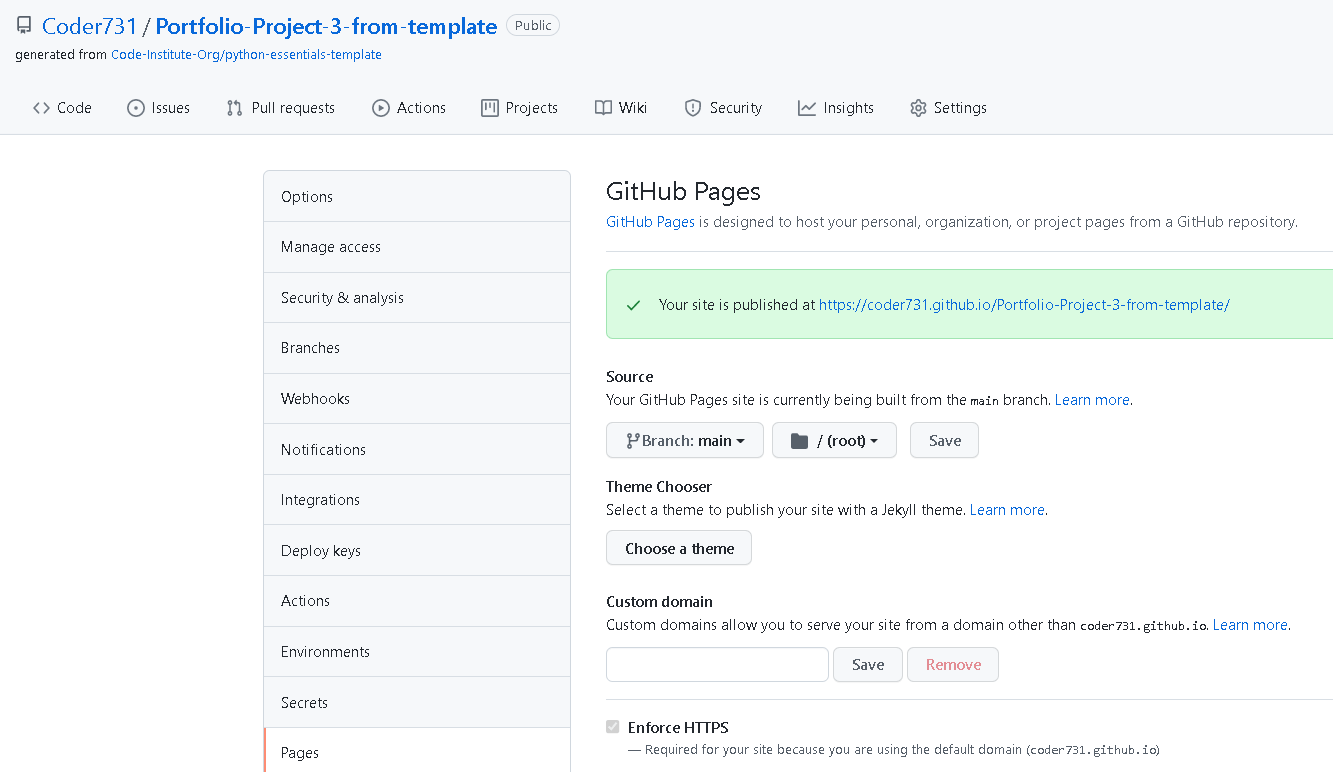 Coder731 / Portfolio-Project-3-from-template Public
generated from Code-Institute-Org/python-essentials-template
Code Issues Pull requests Actions Projects Wiki Security Insights Settings
Options
Manage access
Security & analysis
Branches
Webhooks
Notifications
Integrations
Deploy keys
Actions
Environments
Secrets
Pages
GitHub Pages
GitHub Pages is designed to host your personal, organization, or project pages from a GitHub repository.
Your site is published at https://coder731.github.io/Portfolio-Project-3-from-template/
Source
Your GitHub Pages site is currently being built from the main branch. Learn more.
Branch: main / (root) Save
Theme Chooser
Select a theme to publish your site with a Jekyll theme. Learn more.
Choose a theme
Custom domain
Custom domains allow you to serve your site from a domain other than coder731.github.io. Learn more.
Save Remove
Enforce HTTPS
— Required for your site because you are using the default domain (coder731.github.io)